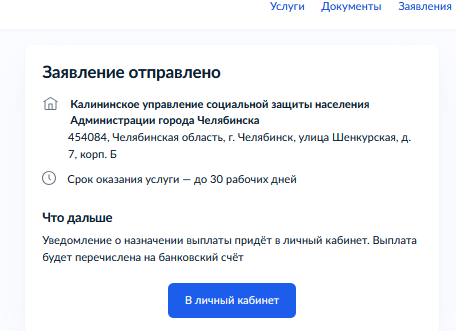 Услуги Документы Заявления
Заявление отправлено
Калининское управление социальной защиты населения
Администрации города Челябинска
454084, Челябинская область, г. Челябинск, улица Шенкурская, д.
7, корп. Б
Срок оказания услуги — до 30 рабочих дней
Что дальше
Уведомление о назначении выплаты придёт в личный кабинет. Выплата
будет перечислена на банковский счёт
В личный кабинет